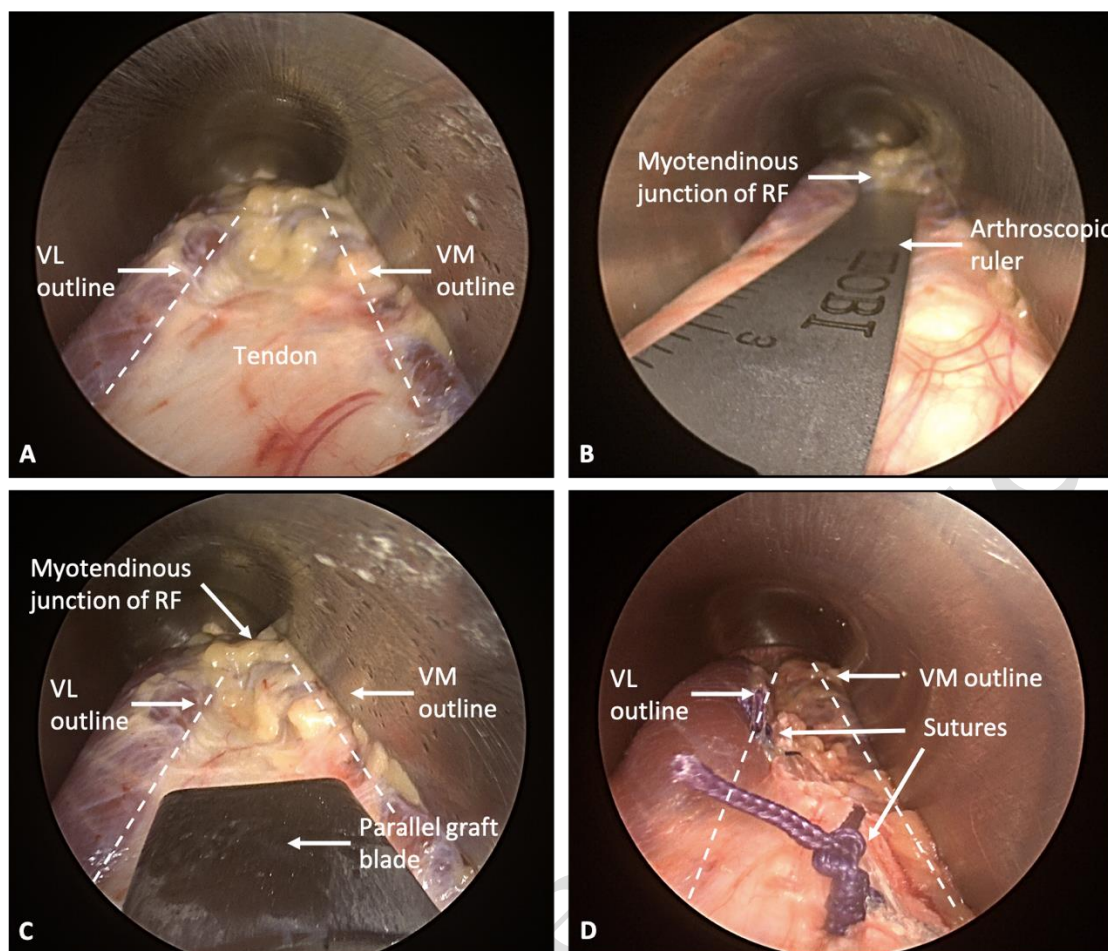 VL
outline
VM
outline
Tendon
A
Myotendinous
junction of RF
Arthroscopic
ruler
3
IBOE
B
Myotendinous
junction of RF
VL
outline
VM
outline
Parallel graft
blade
C
VL
outline
VM outline
Sutures
D